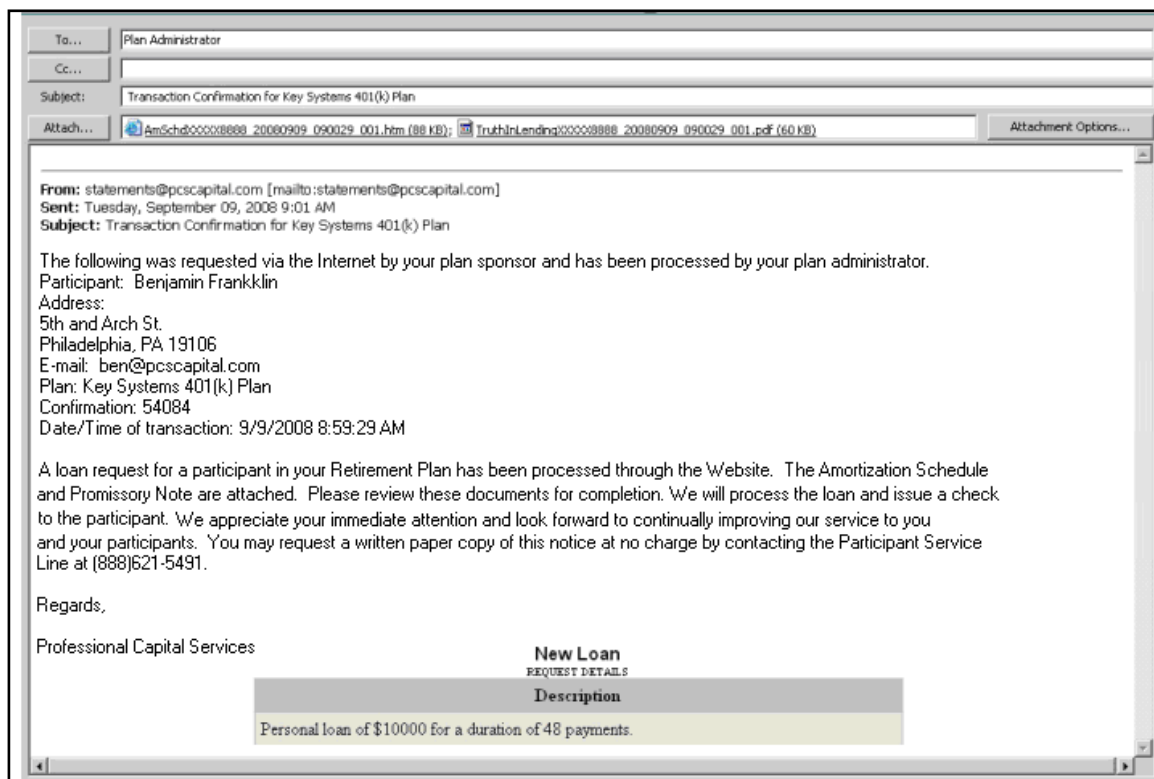 To...
Plan Administrator
Cc...
Subject:
Transaction Confirmation for Key Systems 401(k) Plan
Attach...
AmSchdXXXXX8888_20080909_090029_001.htm (88 KB); TruthInLendingXXXXX8888_20080909_090029_001.pdf (60 KB)
Attachment Options...
From: statements@pcscapital.com [mailto:statements@pcscapital.com]
Sent: Tuesday, September 09, 2008 9:01 AM
Subject: Transaction Confirmation for Key Systems 401(k) Plan
The following was requested via the Internet by your plan sponsor and has been processed by your plan administrator.
Participant: Benjamin Frankklin
Address:
5th and Arch St.
Philadelphia, PA 19106
E-mail: ben@pcscapital.com
Plan: Key Systems 401(k) Plan
Confirmation: 54084
Date/Time of transaction: 9/9/2008 8:59:29 AM
A loan request for a participant in your Retirement Plan has been processed through the Website. The Amortization Schedule
and Promissory Note are attached. Please review these documents for completion. We will process the loan and issue a check
to the participant. We appreciate your immediate attention and look forward to continually improving our service to you
and your participants. You may request a written paper copy of this notice at no charge by contacting the Participant Service
Line at (888)621-5491.
Regards,
Professional Capital Services
New Loan
REQUEST DETAILS
Description
Personal loan of $10000 for a duration of 48 payments.